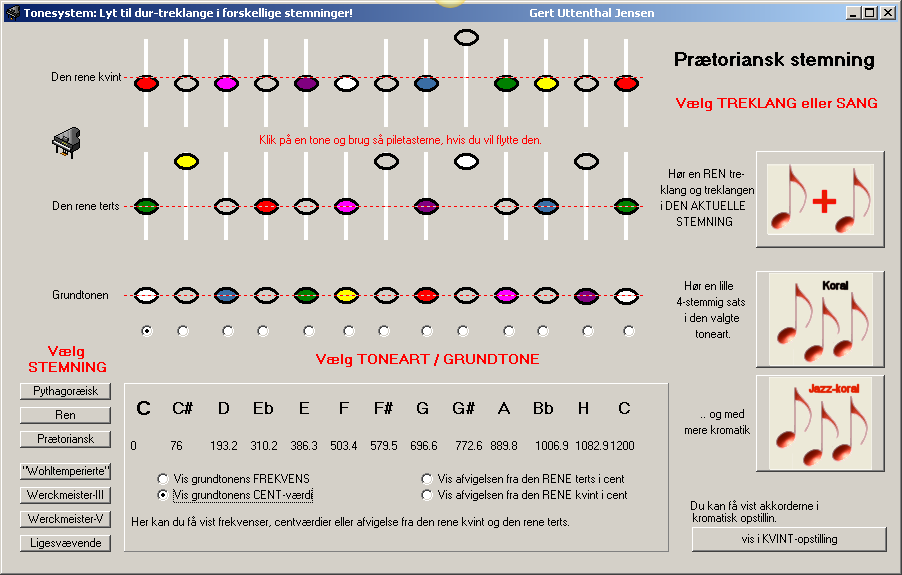 Tonesystem: Lyt til dur-treklange i forskellige stemninger! Gert Uttenthal Jensen
Den rene kvint
Prætoriansk stemning
Vælg TREKLANG eller SANG
Klik på en tone og brug så piletasterne, hvis du vil flytte den.
Den rene terts
Hør en REN tre-
klang og treklangen
i DEN AKTUELLE
STEMNING
+
Grundtonen
Hør en lille
4-stemmig sats
i den valgte
toneart.
Koral
Vælg
STEMNING
Vælg TONEART / GRUNDTONE
Pythagoræisk
Ren
Prætoriansk
"Wohltemperierte"
Werckmeister-III
Werckmeister-V
Ligesvævende
C C# D Eb E F F# G G# A Bb H C
0 76 193.2 310.2 386.3 503.4 579.5 696.6 772.6 889.8 1006.9 1082.9 1200
Vis grundtonens FREKVENS
Vis afvigelsen fra den RENE terts i cent
Vis grundtonens CENT-værdi
Vis afvigelsen fra den RENE kvint i cent
Her kan du få vist frekvenser, centværdier eller afvigelse fra den rene kvint og den rene terts.
.. og med
mere kromatik
Jazz-koral
Du kan få vist akkorderne i
kromatisk opstillin.
vis i KVINT-opstilling